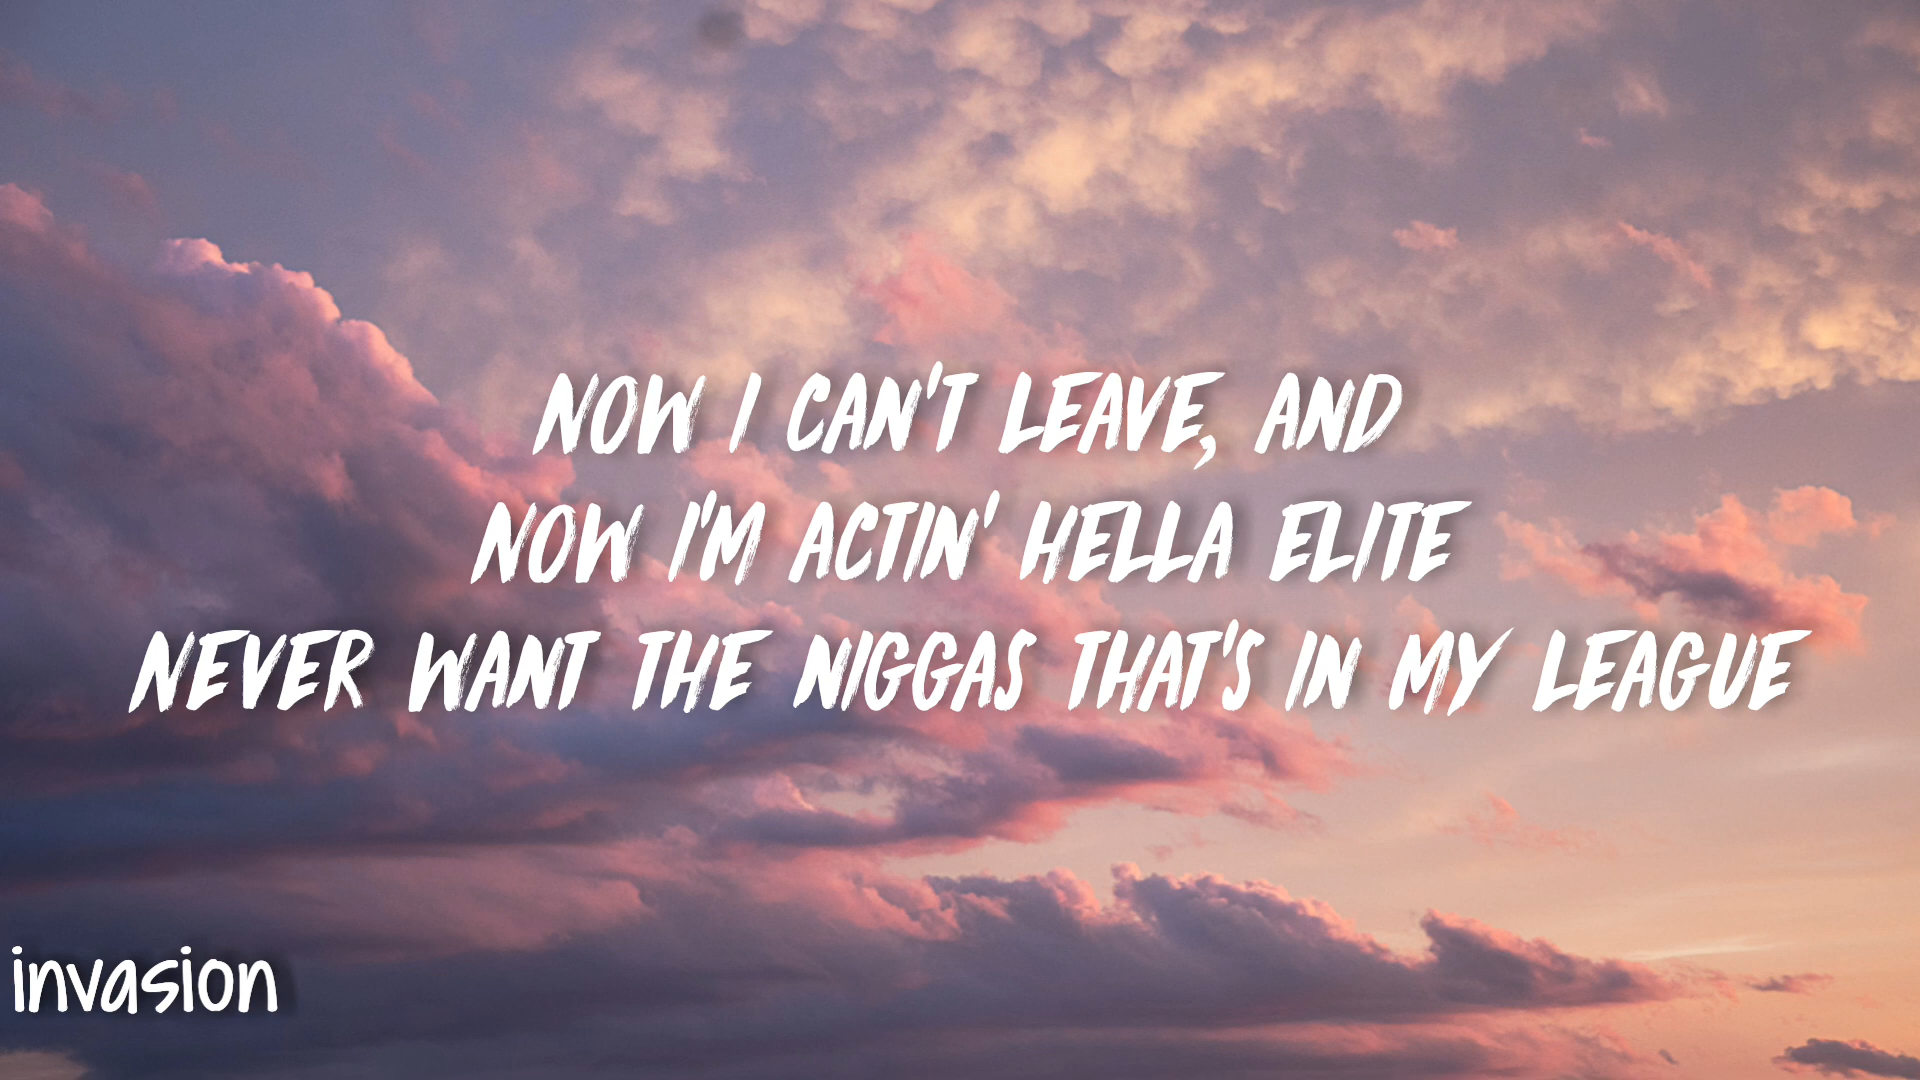 NOW I CAN'T LEAVE, AND
NOW I'M ACTIN' HELLA ELITE
NEVER WANT THE NIGGAS THAT'S IN MY LEAGUE
invasion